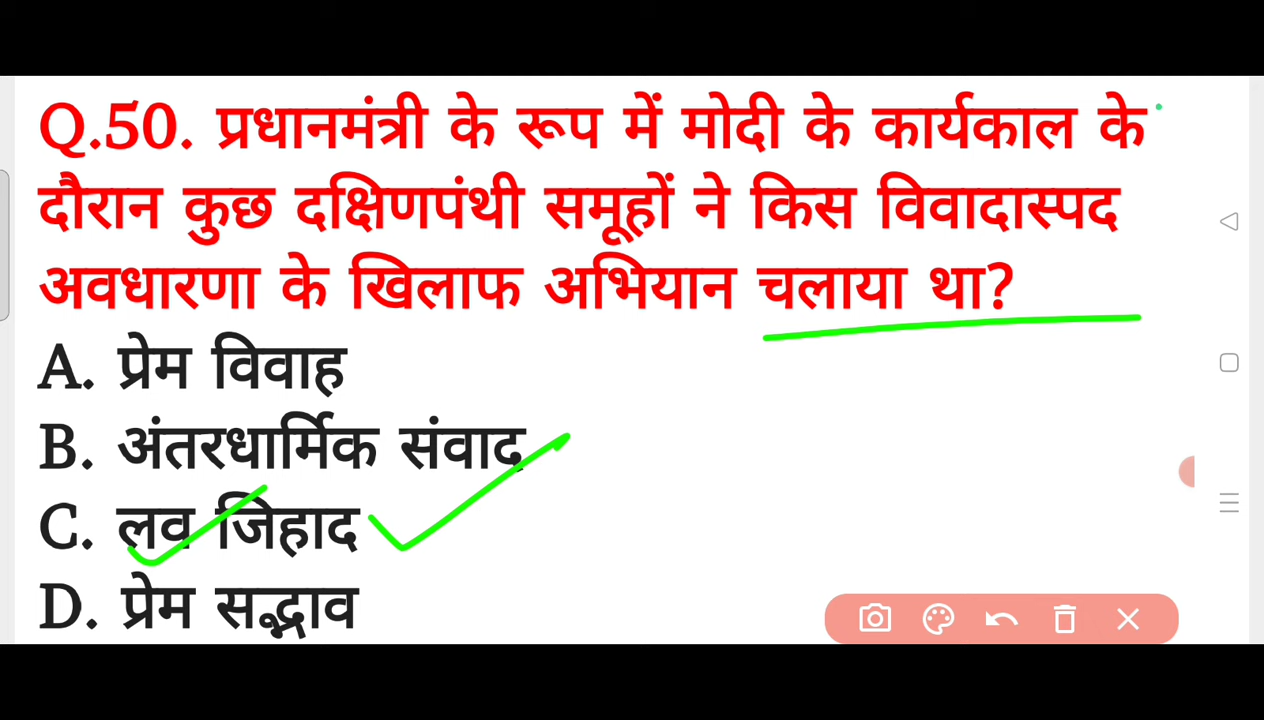 Q.50. प्रधानमंत्री के रूप में मोदी के कार्यकाल के
दौरान कुछ दक्षिणपंथी समूहों ने किस विवादास्पद
अवधारणा के खिलाफ अभियान चलाया था?
A. प्रेम विवाह
B. अंतरधार्मिक संवाद
C. लव जिहाद
D. प्रेम सद्भाव